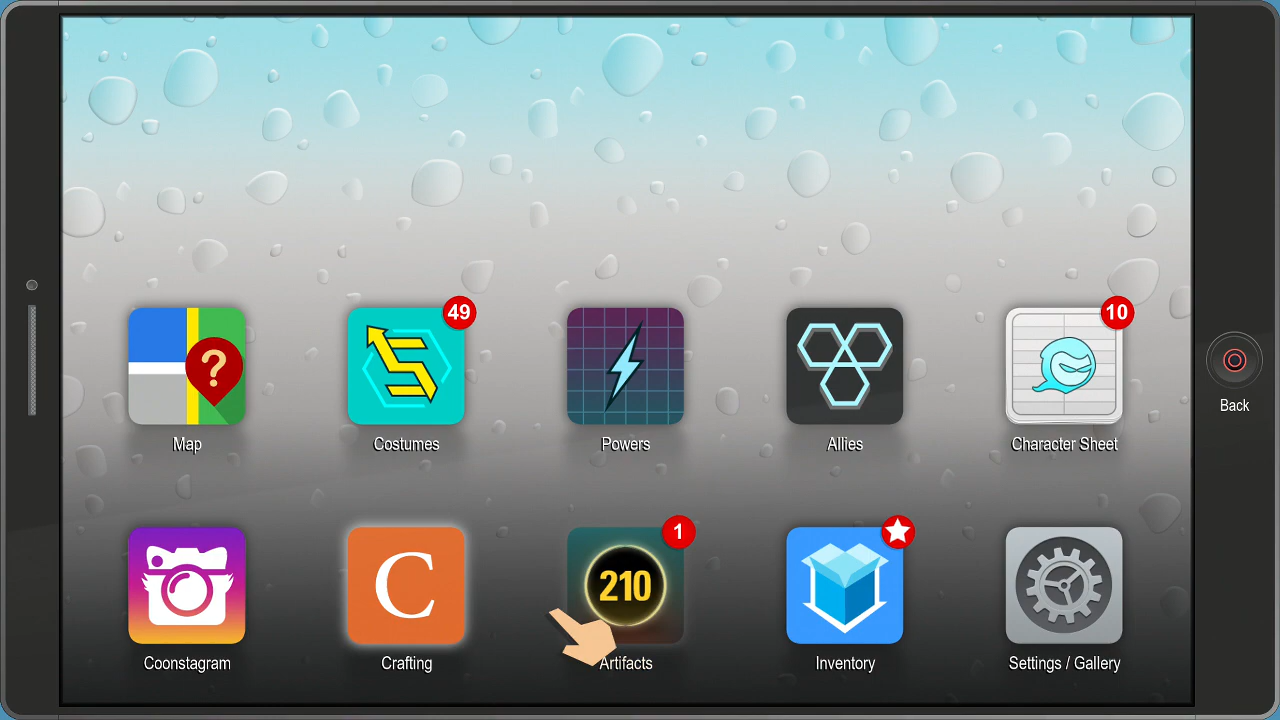 49
10
?
Map
Costumes
Powers
Allies
Character Sheet
Back
1
C
210
Coonstagram
Crafting
Artifacts
Inventory
Settings / Gallery